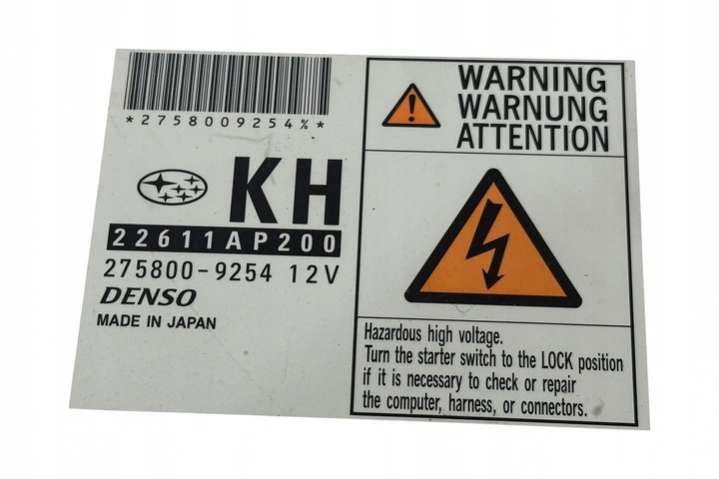 *2758009254%*
KH
22611AP200
275800-9254 12V
DENSO
MADE IN JAPAN
WARNING
WARNUNG
ATTENTION
Hazardous high voltage.
Turn the starter switch to the LOCK position
if it is necessary to check or repair
the computer, harness, or connectors.